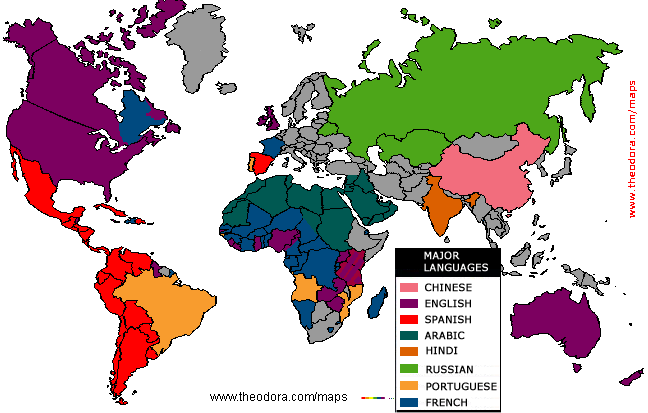 www.theodora.com/maps
MAJOR
LANGUAGES
CHINESE
ENGLISH
SPANISH
ARABIC
HINDI
RUSSIAN
PORTUGUESE
FRENCH
www.theodora.com/maps